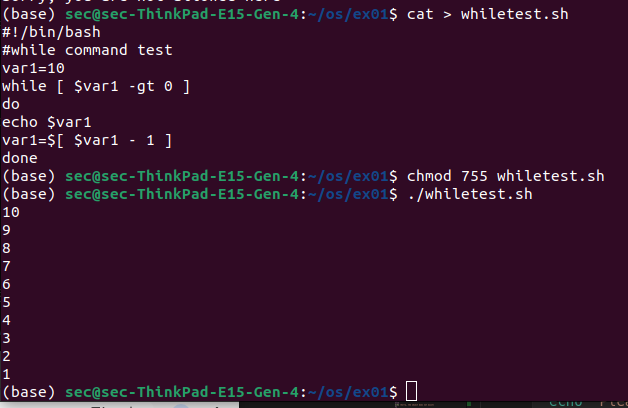 (base) sec@sec-ThinkPad-E15-Gen-4:~/os/ex01$ cat > whiletest.sh
#!/bin/bash
#while command test
var1=10
while [ $var1 -gt 0 ]
do
echo $var1
var1=$[ $var1 - 1 ]
done
(base) sec@sec-ThinkPad-E15-Gen-4:~/os/ex01$ chmod 755 whiletest.sh
(base) sec@sec-ThinkPad-E15-Gen-4:~/os/ex01$ ./whiletest.sh
10
9
8
7
6
5
4
3
2
1
(base) sec@sec-ThinkPad-E15-Gen-4:~/os/ex01$